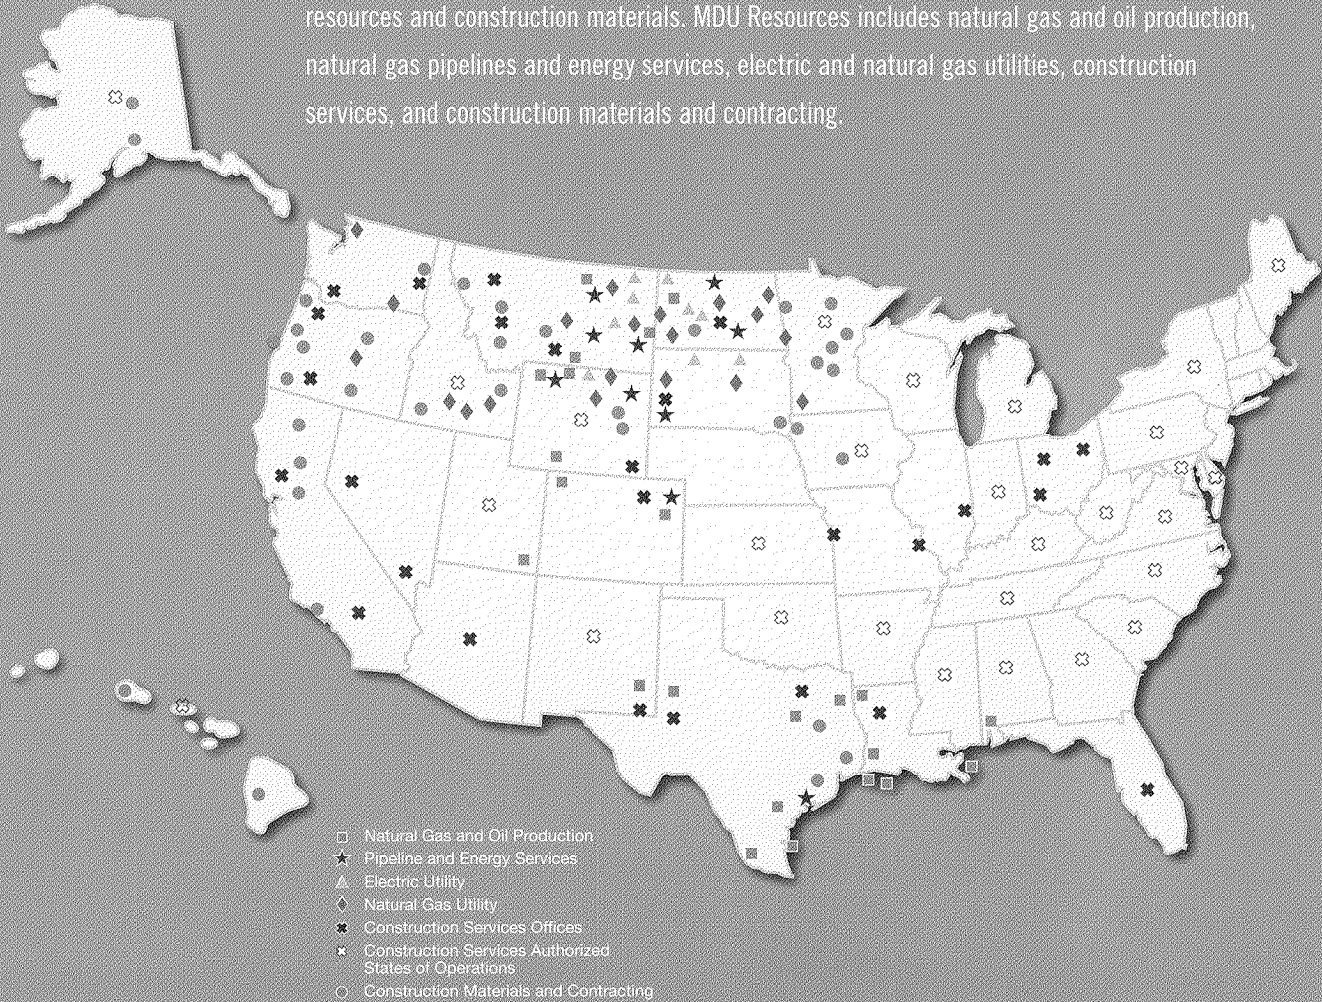 resources and construction materials. MDU Resources includes natural gas and oil production,
natural gas pipelines and energy services, electric and natural gas utilities, construction
services, and construction materials and contracting.
Natural Gas and Oil Production
Pipeline and Energy Services
Electric Utility
Natural Gas Utility
Construction Services Offices
Construction Services Authorized
States of Operations
Construction Materials and Contracting